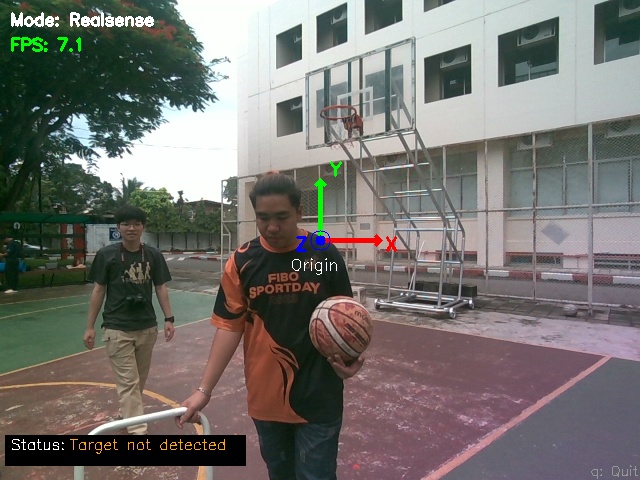 Mode: Realsense
FPS: 7.1
Y
Z
X
Origin
FIBO
SPORTDAY
Status: Target not detected
q: Quit